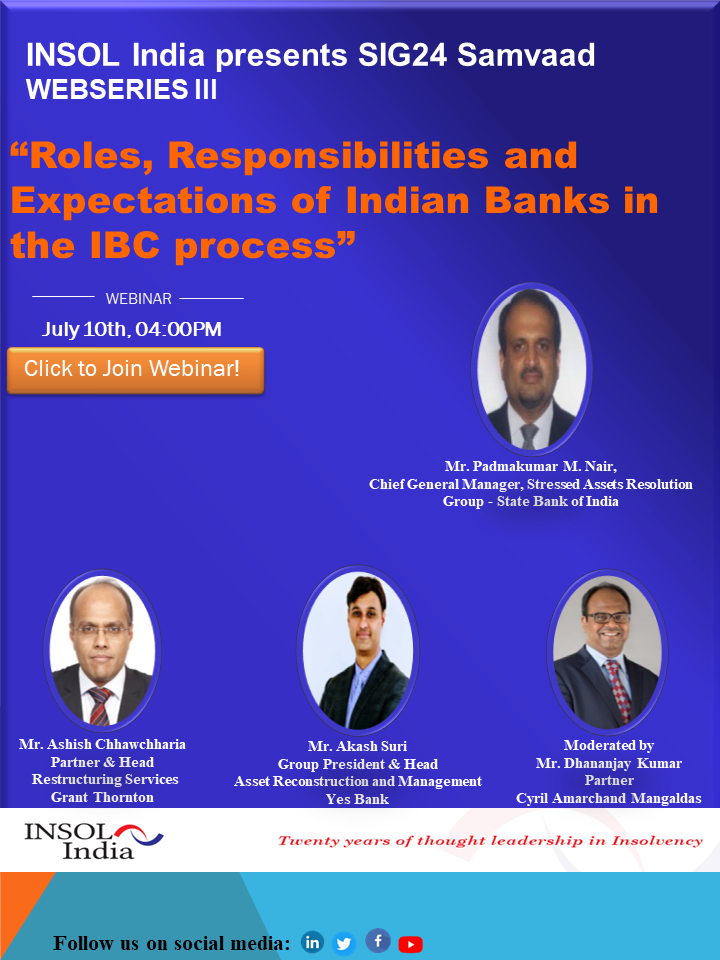 INSOL India presents SIG24 Samvaad
WEBSERIES III
“Roles, Responsibilities and
Expectations of Indian Banks in
the IBC process”
WEBINAR
July 10th, 04:00PM
Click to Join Webinar!
Mr. Padmakumar M. Nair,
Chief General Manager, Stressed Assets Resolution
Group - State Bank of India
Mr. Ashish Chhawchharia
Partner & Head
Restructuring Services
Grant Thornton
Mr. Akash Suri
Group President & Head
Asset Reconstruction and Management
Yes Bank
Moderated by
Mr. Dhananjay Kumar
Partner
Cyril Amarchand Mangaldas
INSOL
India
Twenty years of thought leadership in Insolvency
Follow us on social media: